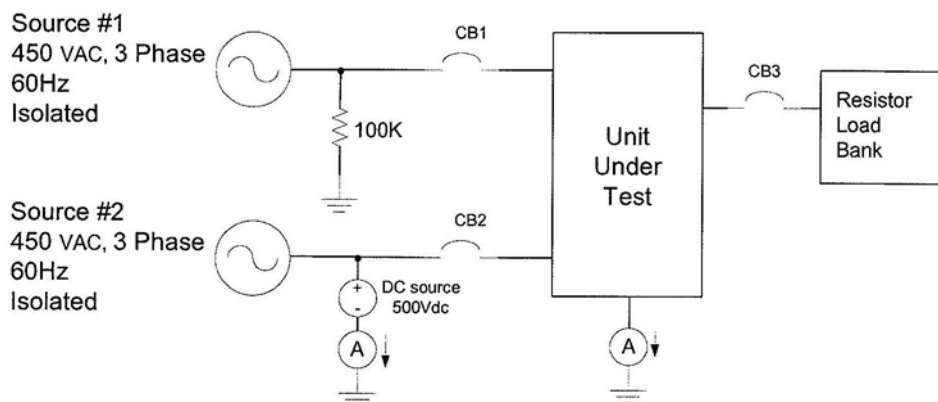 Source #1
450 VAC, 3 Phase
60Hz
Isolated
CB1
100K
Unit
Under
Test
CB3
Resistor
Load
Bank
Source #2
450 VAC, 3 Phase
60Hz
Isolated
CB2
+
-
DC source
500Vdc
A
A